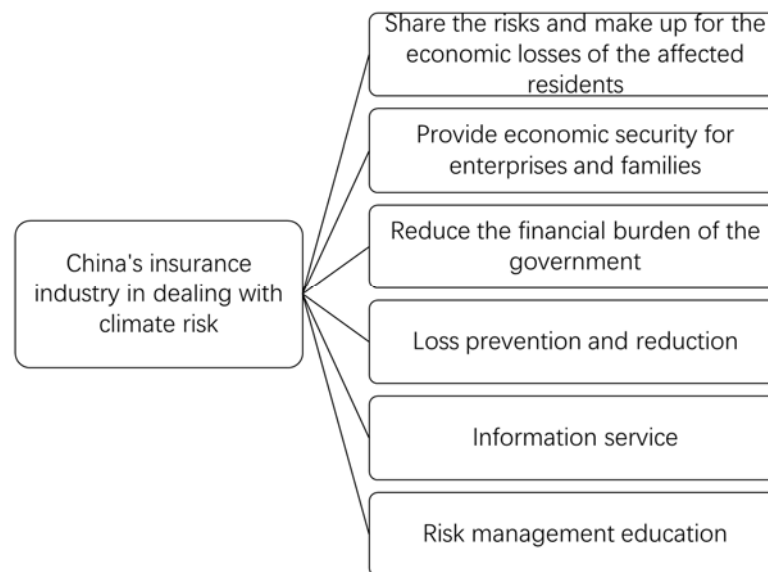 Share the risks and make up for the
economic losses of the affected
residents
Provide economic security for
enterprises and families
Reduce the financial burden of the
government
China's insurance
industry in dealing with
climate risk
Loss prevention and reduction
Information service
Risk management education